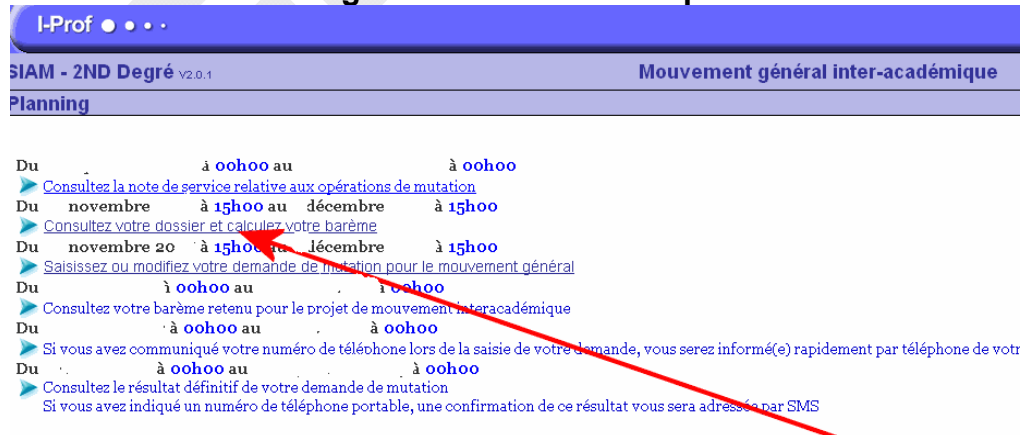 I-Prof
SIAM - 2ND Degré V2.0.1 Mouvement général inter-académique
Planning
Du à 00h00 au à 00h00
Consultez la note de service relative aux opérations de mutation
Du novembre à 15h00 au décembre à 15h00
Consultez votre dossier et calculez votre barème
Du novembre 20 à 15h00 au décembre à 15h00
Saisissez ou modifiez votre demande de mutation pour le mouvement général
Du à 00h00 au à 00h00
Consultez votre barème retenu pour le projet de mouvement interacadémique
Du à 00h00 au à 00h00
Si vous avez communiqué votre numéro de téléphone lors de la saisie de votre demande, vous serez informé(e) rapidement par téléphone de votr
Du à 00h00 au à 00h00
Consultez le résultat définitif de votre demande de mutation
Si vous avez indiqué un numéro de téléphone portable, une confirmation de ce résultat vous sera adressée par SMS